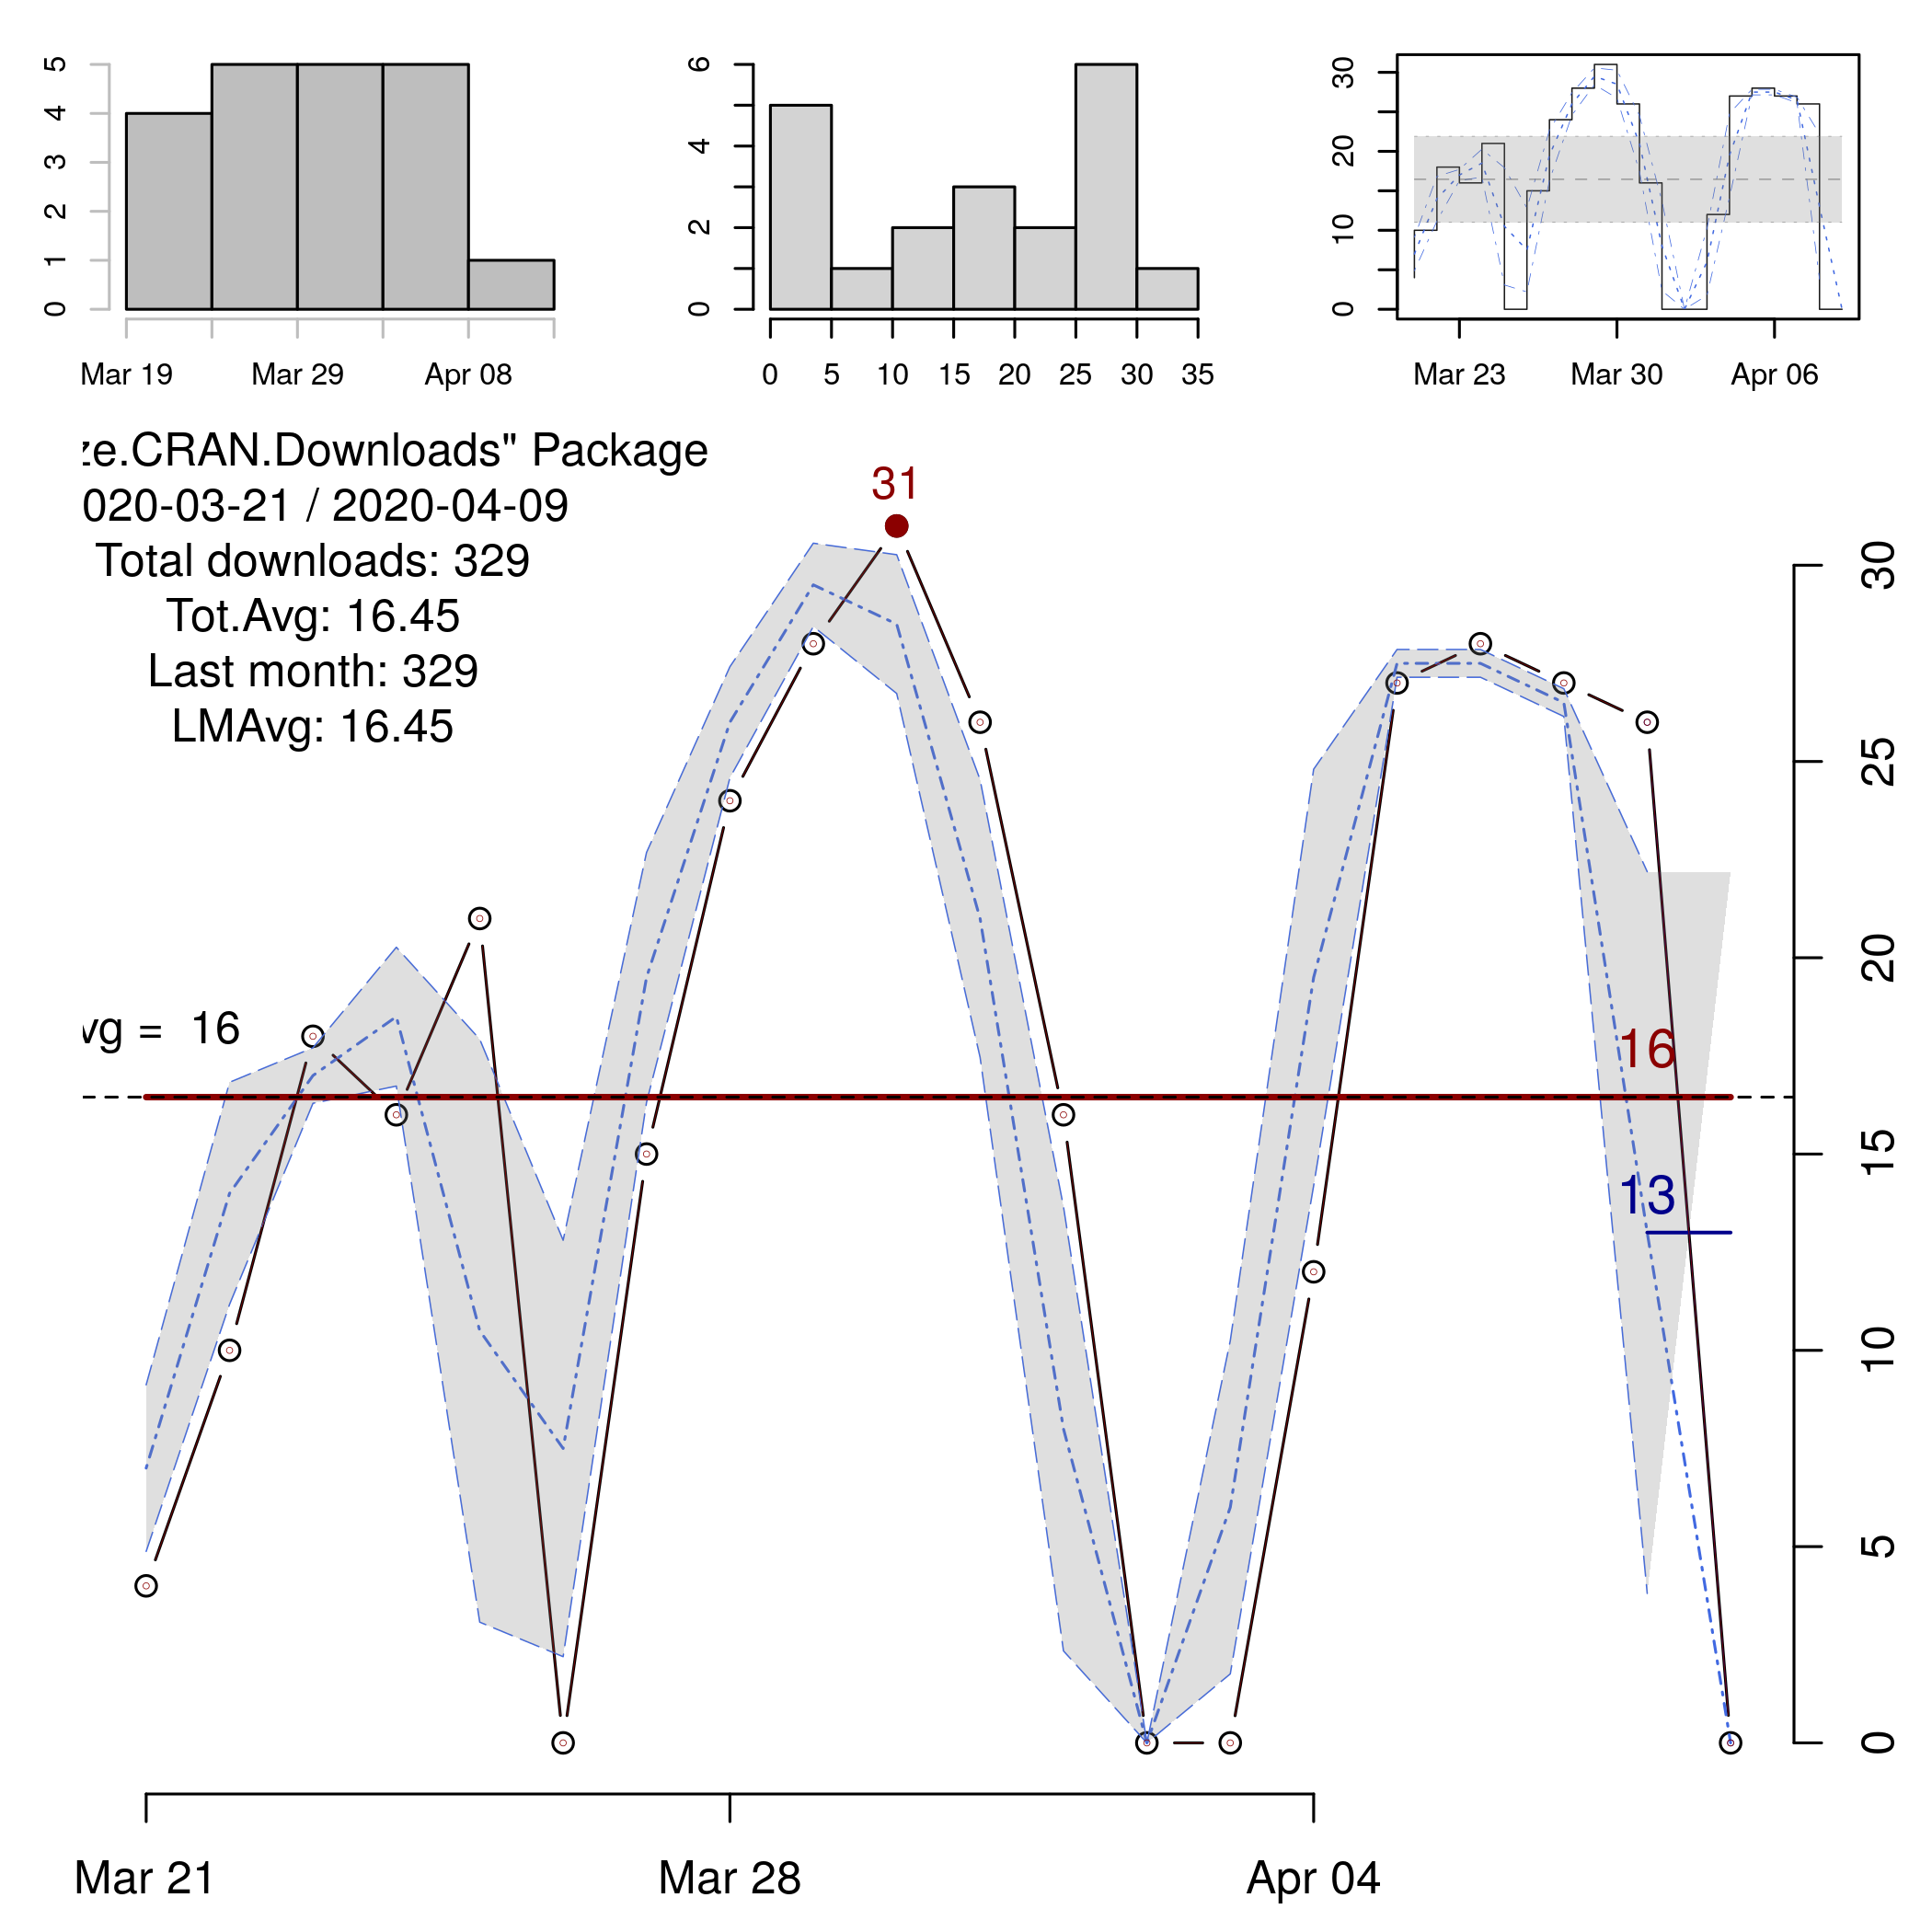 5
4
3
2
1
0
Mar 19 Mar 29 Apr 08
6
4
2
0
0 5 10 15 20 25 30 35
30
20
10
0
Mar 23 Mar 30 Apr 06
ze.CRAN.Downloads" Package
020-03-21 / 2020-04-09
Total downloads: 329
Tot.Avg: 16.45
Last month: 329
LMAvg: 16.45
31
vg = 16
16
13
30
25
20
15
10
5
0
Mar 21 Mar 28 Apr 04